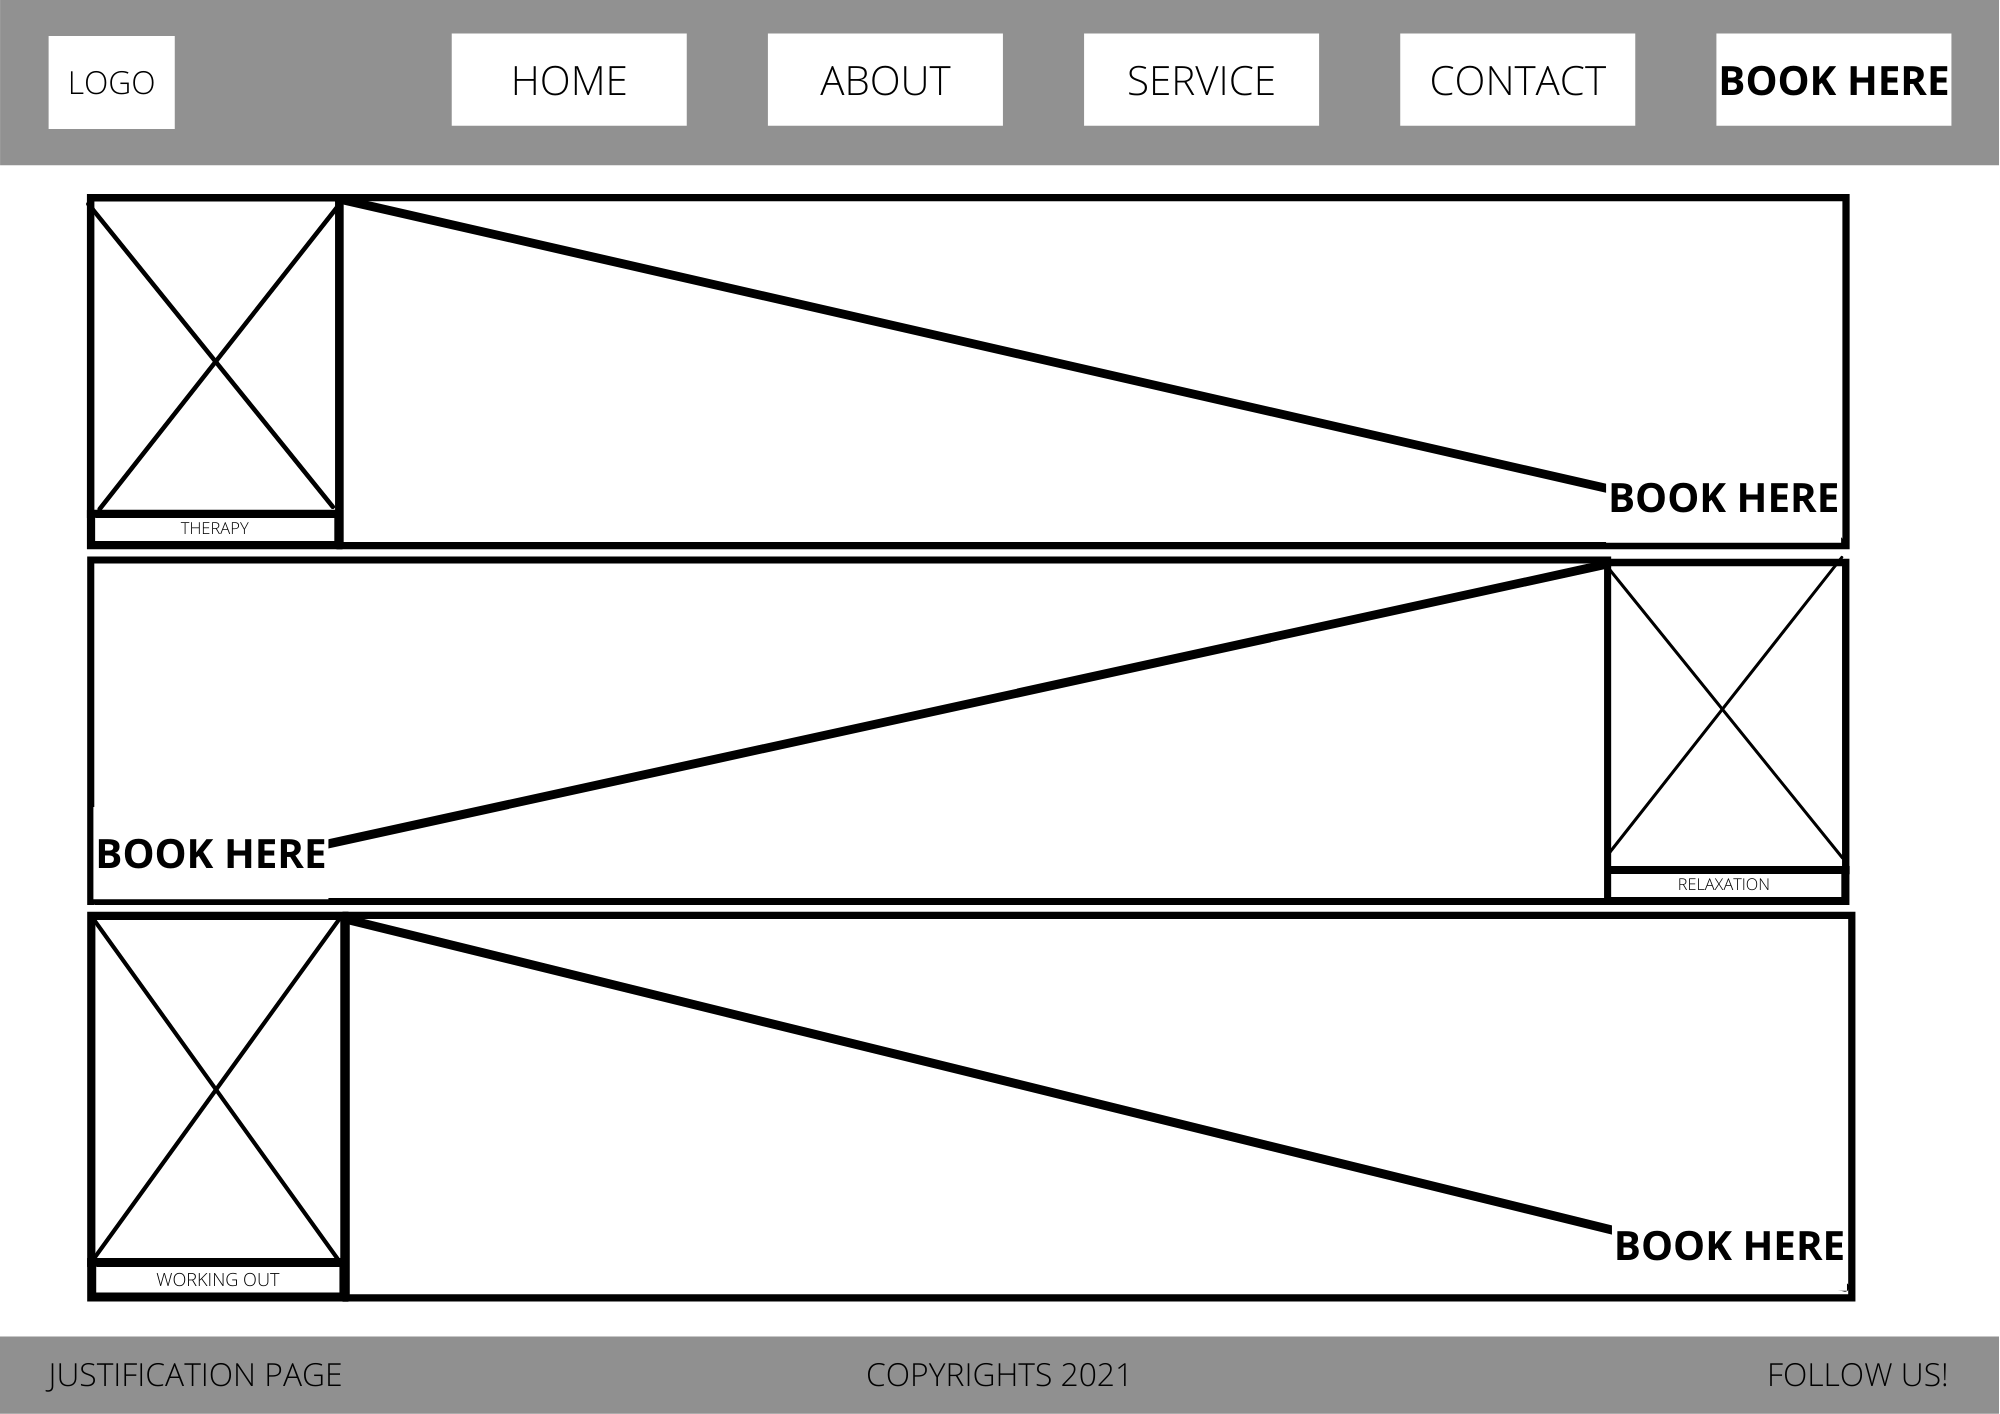 LOGO
HOME
ABOUT
SERVICE
CONTACT
BOOK HERE
BOOK HERE
THERAPY
BOOK HERE
RELAXATION
BOOK HERE
WORKING OUT
JUSTIFICATION PAGE
COPYRIGHTS 2021
FOLLOW US!